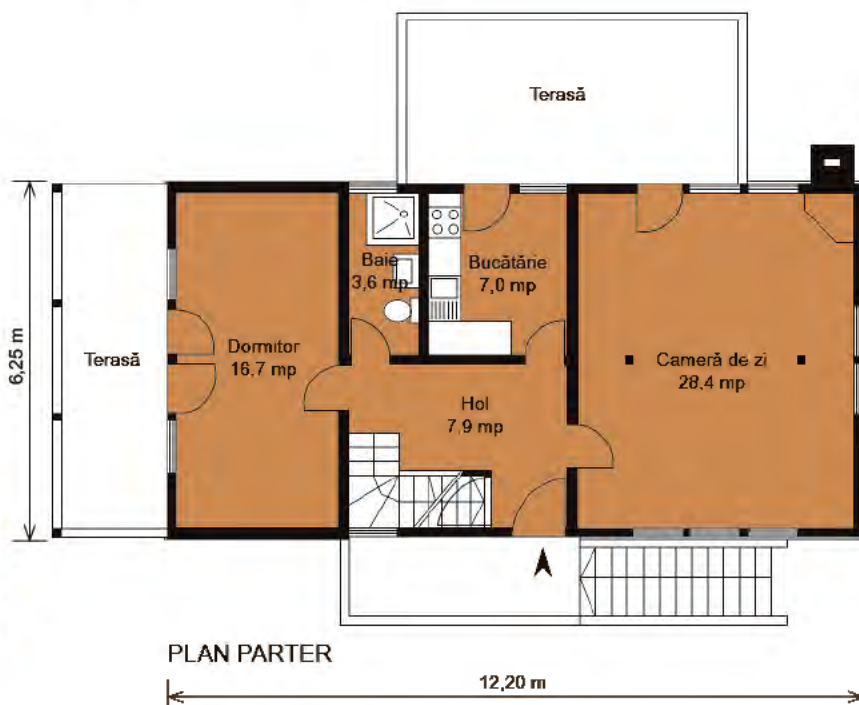 Terasă
Baie
3,6 mp
Bucătărie
7,0 mp
6,25 m
Terasă
Dormitor
16,7 mp
Cameră de zi
28,4 mp
Hol
7,9 mp
PLAN PARTER
12,20 m